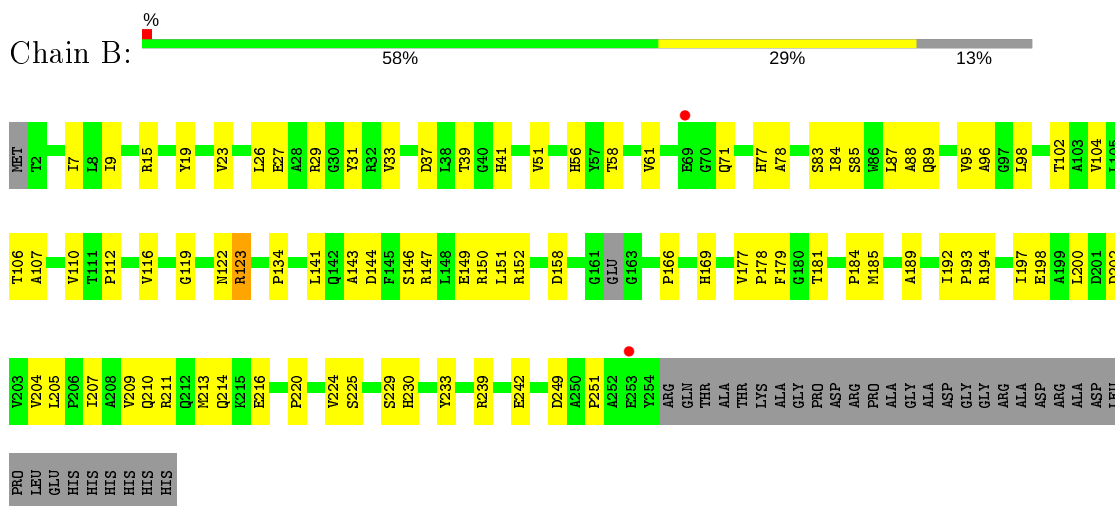 %
Chain B:
58% 29% 13%
MET T2 I7 L8 I9 R15 Y19 V23 L26 E27 A28 R29 G30 Y31 R32 V33 D37 L38 T39 G40 H41 V51 H56 Y57 T58 V61 E69 G70 Q71 H77 A78 S83 I84 S85 W86 L87 A88 Q89 V95 A96 G97 L98 T102 A103 V104 L105
T106 A107 V110 T111 P112 V116 G119 N122 R123 P134 L141 Q142 A143 D144 F145 S146 R147 L148 E149 R150 L151 R152 D158 G161 GLU G163 P166 H169 V177 P178 F179 G180 T181 P184 M185 A189 I192 P193 R194 I197 E198 A199 L200 D201
V203 V204 L205 P206 I207 A208 V209 Q210 R211 Q212 M213 Q214 K215 E216 P220 V224 S225 S229 H230 Y233 R239 E242 D249 A250 P251 A252 E253 Y254 ARG GLN THR ALA THR LYS ALA GLY PRO ASP ARG PRO ALA GLY ALA ASP GLY GLY ARG ALA ASP ARG ALA ASP LEU
PRO LEU GLU HIS HIS HIS HIS HIS HIS